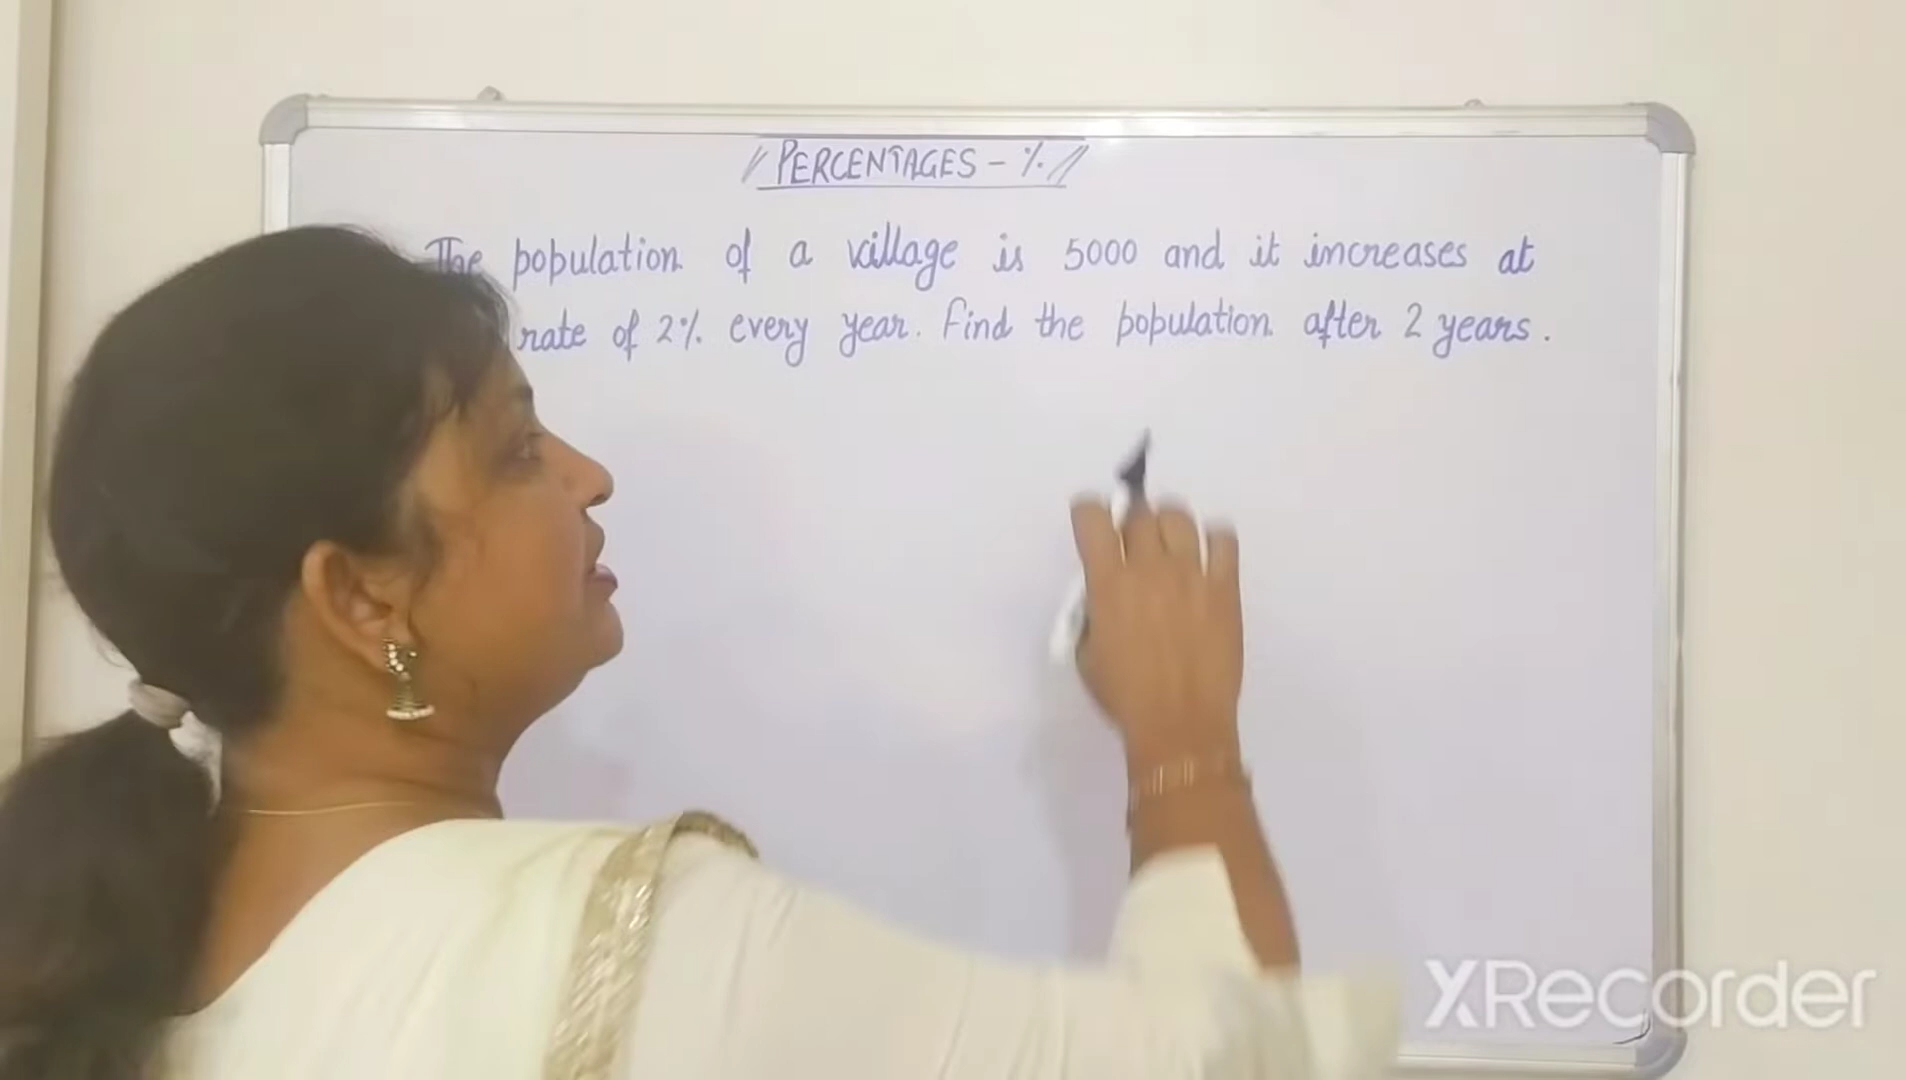 PERCENTAGES - %
The population of a village is 5000 and it increases at
rate of 2% every year. Find the population after 2 years.
XRecorder